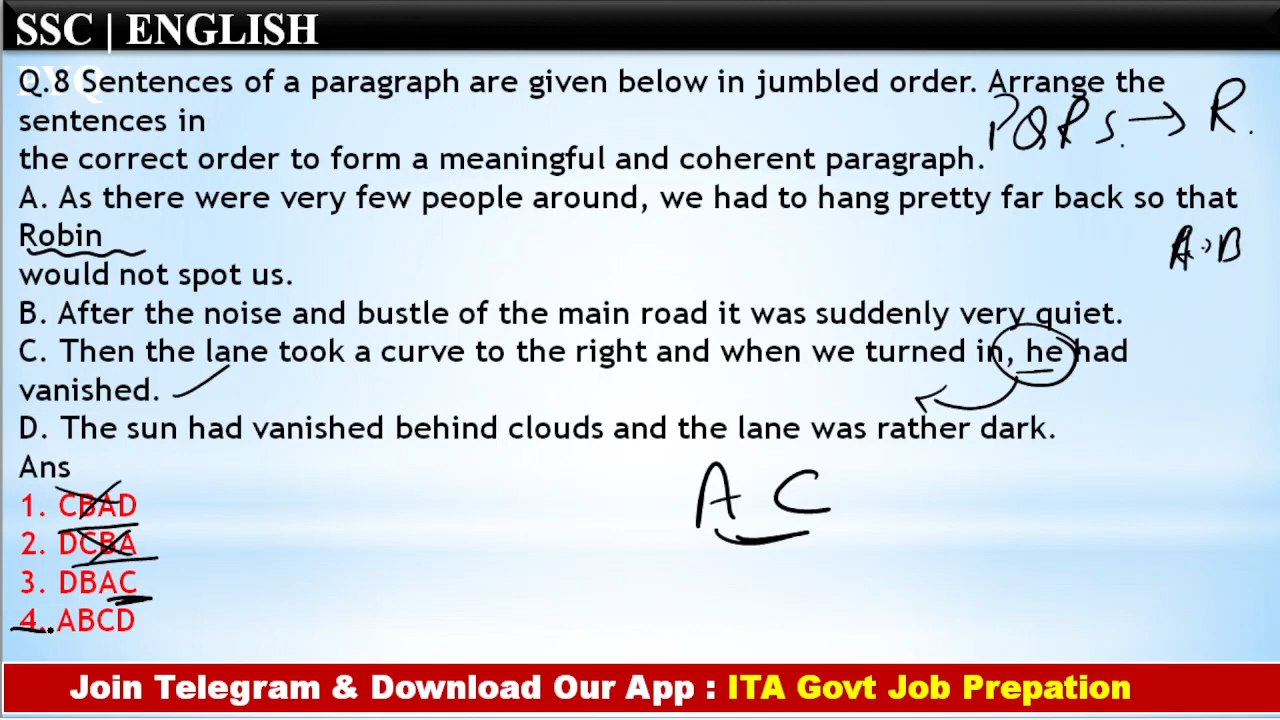 SSC | ENGLISH
PYQ
Q.8 Sentences of a paragraph are given below in jumbled order. Arrange the
sentences in
the correct order to form a meaningful and coherent paragraph.
PQRS. → R.
A. As there were very few people around, we had to hang pretty far back so that
Robin
would not spot us.
A B
B. After the noise and bustle of the main road it was suddenly very quiet.
C. Then the lane took a curve to the right and when we turned in, he had
vanished.
D. The sun had vanished behind clouds and the lane was rather dark.
Ans
A C
1. CBAD
2. DCBA
3. DBAC
4. ABCD
Join Telegram & Download Our App : ITA Govt Job Prepation